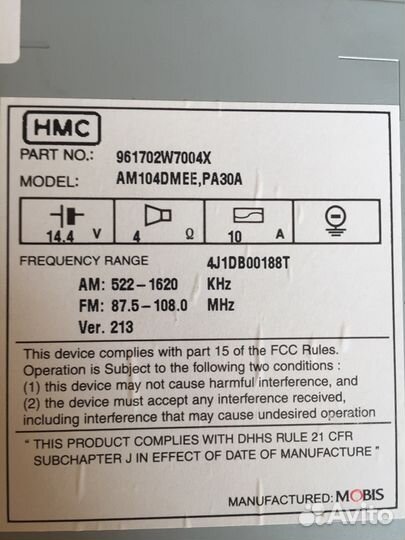 HMC
PART NO.: 961702W7004X
MODEL: AM104DMEE,PA30A
14.4 V 4 Ω 10 A
FREQUENCY RANGE 4J1DB00188T
AM: 522-1620 KHz
FM: 87.5-108.0 MHz
Ver. 213
This device complies with part 15 of the FCC Rules.
Operation is Subject to the following two conditions :
(1) this device may not cause harmful interference, and
(2) the device must accept any interference received,
including interference that may cause undesired operation
" THIS PRODUCT COMPLIES WITH DHHS RULE 21 CFR
SUBCHAPTER J IN EFFECT OF DATE OF MANUFACTURE "
MANUFACTURED: MOBIS
Avito